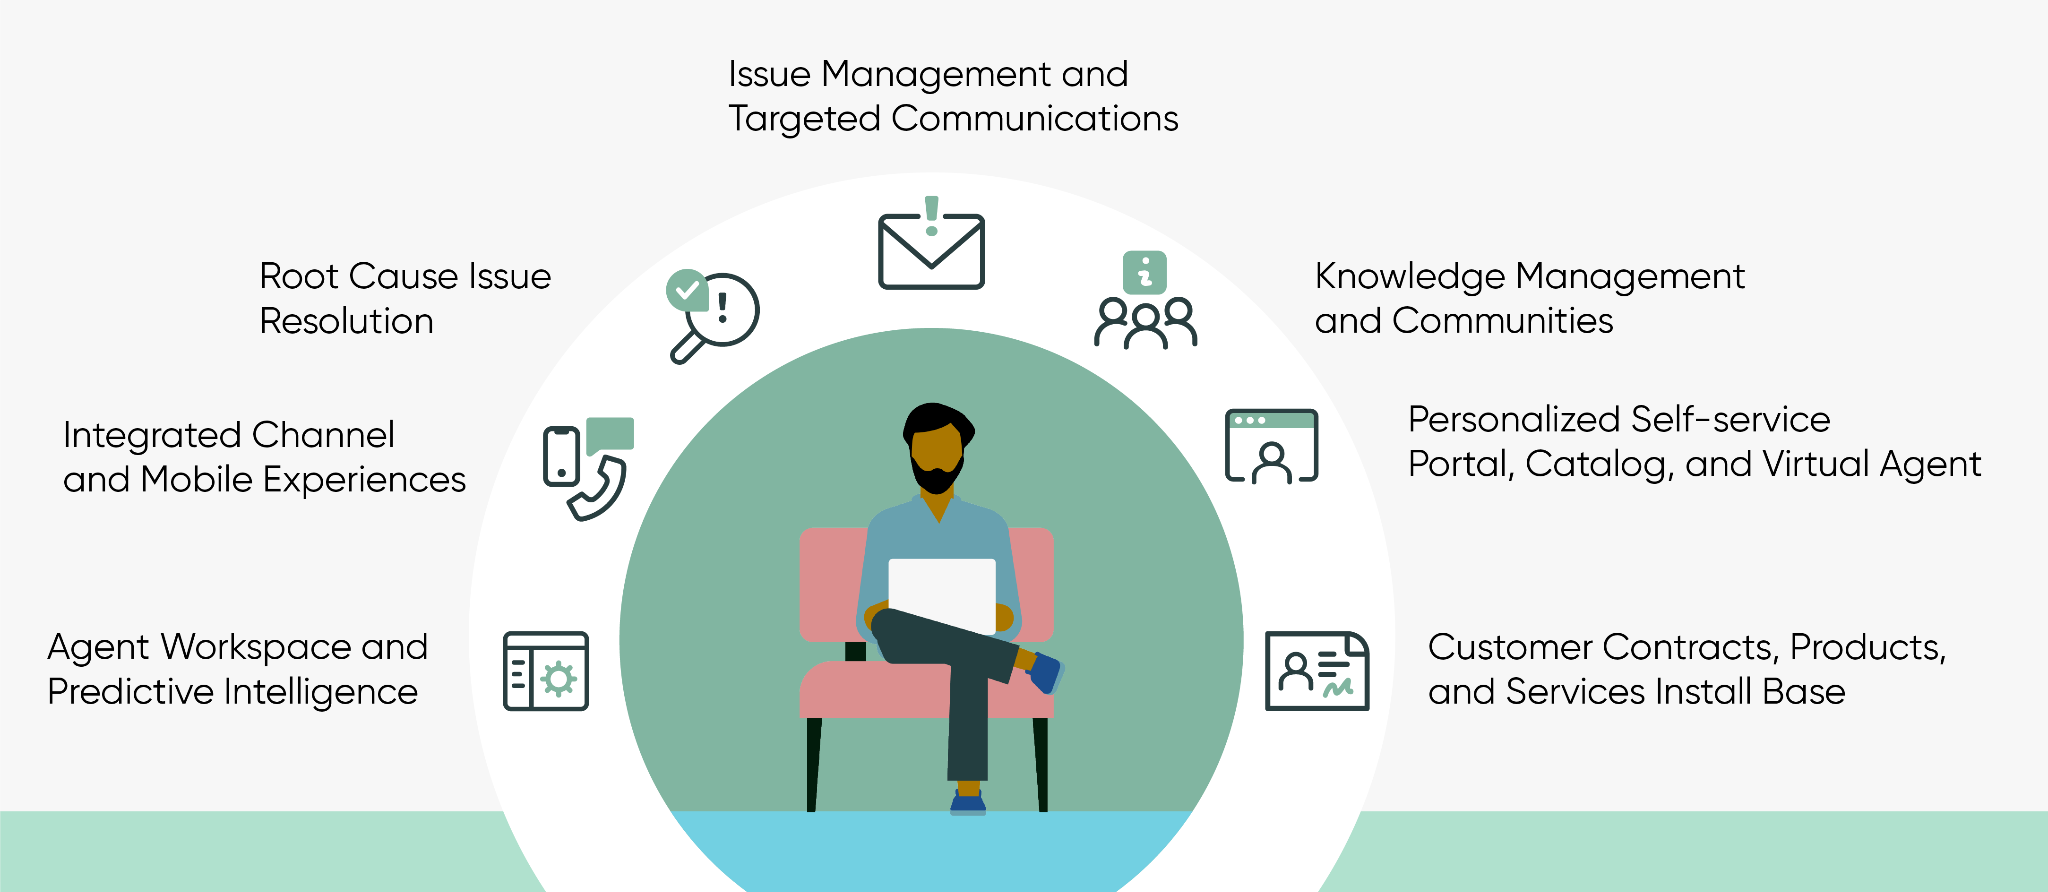 Issue Management and
Targeted Communications
Root Cause Issue
Resolution
Knowledge Management
and Communities
Integrated Channel
and Mobile Experiences
Personalized Self-service
Portal, Catalog, and Virtual Agent
Agent Workspace and
Predictive Intelligence
Customer Contracts, Products,
and Services Install Base